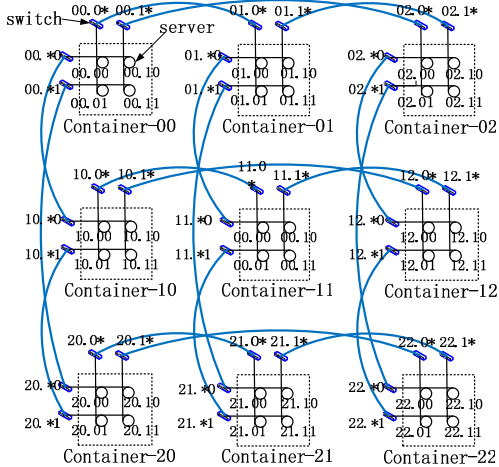 00.0* 00.1* 01.0* 01.1* 02.0* 02.1*
switch server
00.*0 01.*0 02.*0
00.00 00.10 01.00 01.10 02.00 02.10
00.*1 01.*1 02.*1
00.01 00.11 01.01 01.11 02.01 02.11
Container-00 Container-01 Container-02
10.0* 10.1* 11.0* 11.1* 12.0* 12.1*
10.*0 11.*0 12.*0
10.00 10.10 00.00 00.10 12.00 12.10
10.*1 11.*1 12.*1
10.01 10.11 00.01 00.11 12.01 12.11
Container-10 Container-11 Container-12
20.0* 20.1* 21.0* 21.1* 22.0* 22.1*
20.*0 21.*0 22.*0
20.00 20.10 21.00 21.10 22.00 22.10
20.*1 21.*1 22.*1
20.01 20.11 21.01 21.11 22.01 22.11
Container-20 Container-21 Container-22